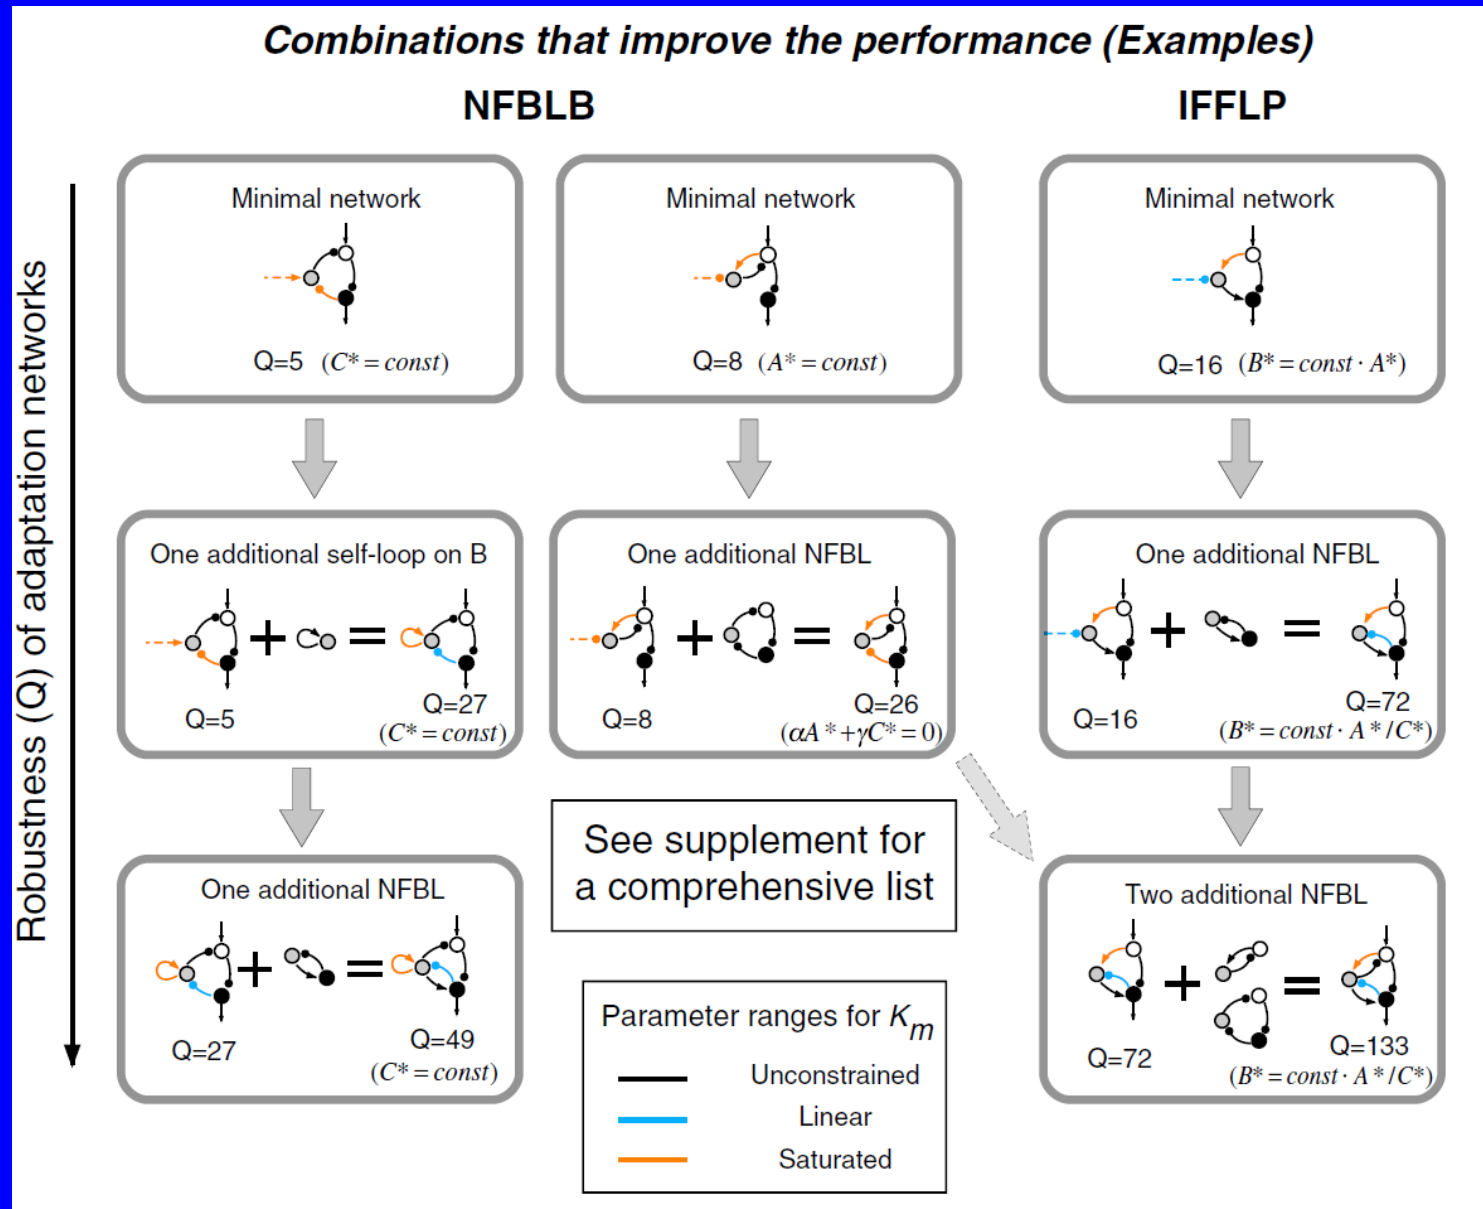 Combinations that improve the performance (Examples)
NFBLB
IFFLP
Robustness (Q) of adaptation networks
Minimal network
Q=5 (C* = const)
Minimal network
Q=8 (A* = const)
Minimal network
Q=16 (B* = const · A*)
One additional self-loop on B
+
=
Q=5
Q=27
(C* = const)
One additional NFBL
+
=
Q=8
Q=26
(αA* + γC* = 0)
One additional NFBL
+
=
Q=16
Q=72
(B* = const · A*/C*)
One additional NFBL
+
=
Q=27
Q=49
(C* = const)
See supplement for
a comprehensive list
Two additional NFBL
+
=
Q=72
Q=133
(B* = const · A*/C*)
Parameter ranges for Km
Unconstrained
Linear
Saturated